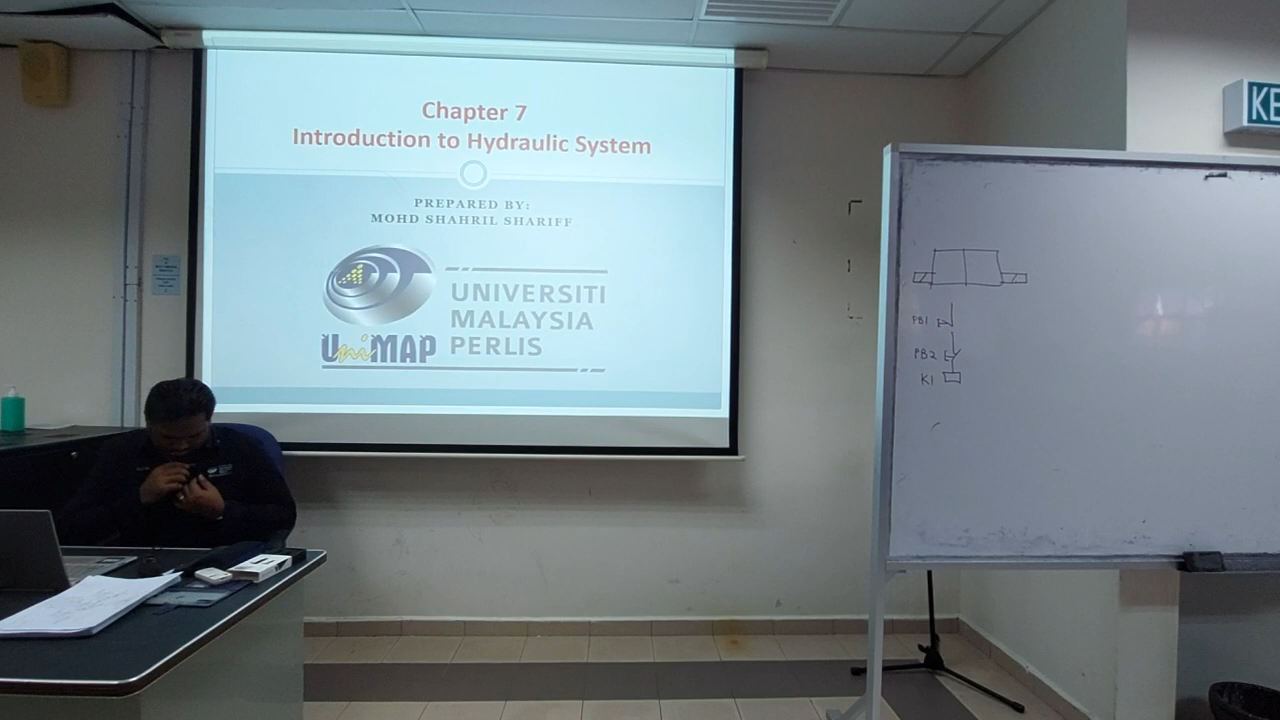 Chapter 7
Introduction to Hydraulic System
PREPARED BY:
MOHD SHAHRIL SHARIFF
UniMAP
UNIVERSITI
MALAYSIA
PERLIS
KE
PB1
PB2
K1